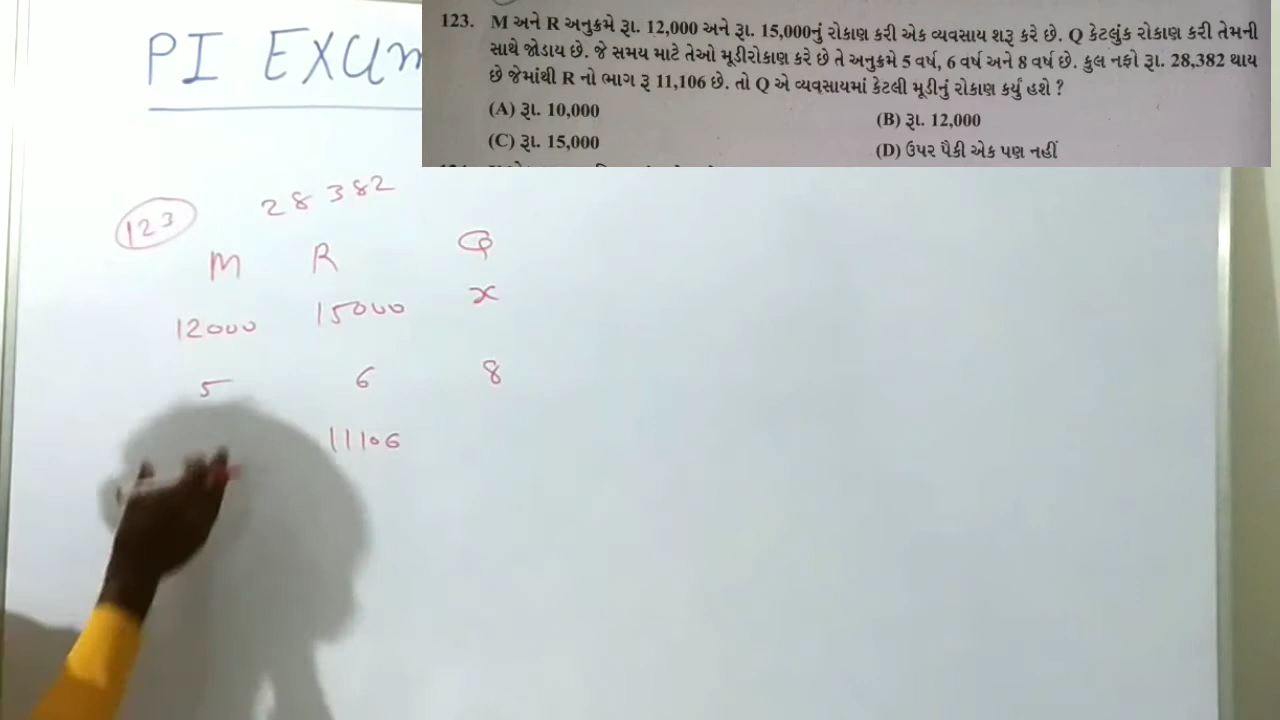 PI EXam
123. M અને R અનુક્રમે રૂા. 12,000 અને રૂા. 15,000નું રોકાણ કરી એક વ્યવસાય શરૂ કરે છે. Q કેટલુંક રોકાણ કરી તેમની
સાથે જોડાય છે. જે સમય માટે તેઓ મૂડીરોકાણ કરે છે તે અનુક્રમે 5 વર્ષ, 6 વર્ષ અને 8 વર્ષ છે. કુલ નફો રૂા. 28,382 થાય
છે જેમાંથી R નો ભાગ રૂ 11,106 છે. તો Q એ વ્યવસાયમાં કેટલી મૂડીનું રોકાણ કર્યું હશે ?
(A) રૂા. 10,000 (B) રૂા. 12,000
(C) રૂા. 15,000 (D) ઉપર પૈકી એક પણ નહીં
123 28382
M R Q
12000 15000 x
5 6 8
11106